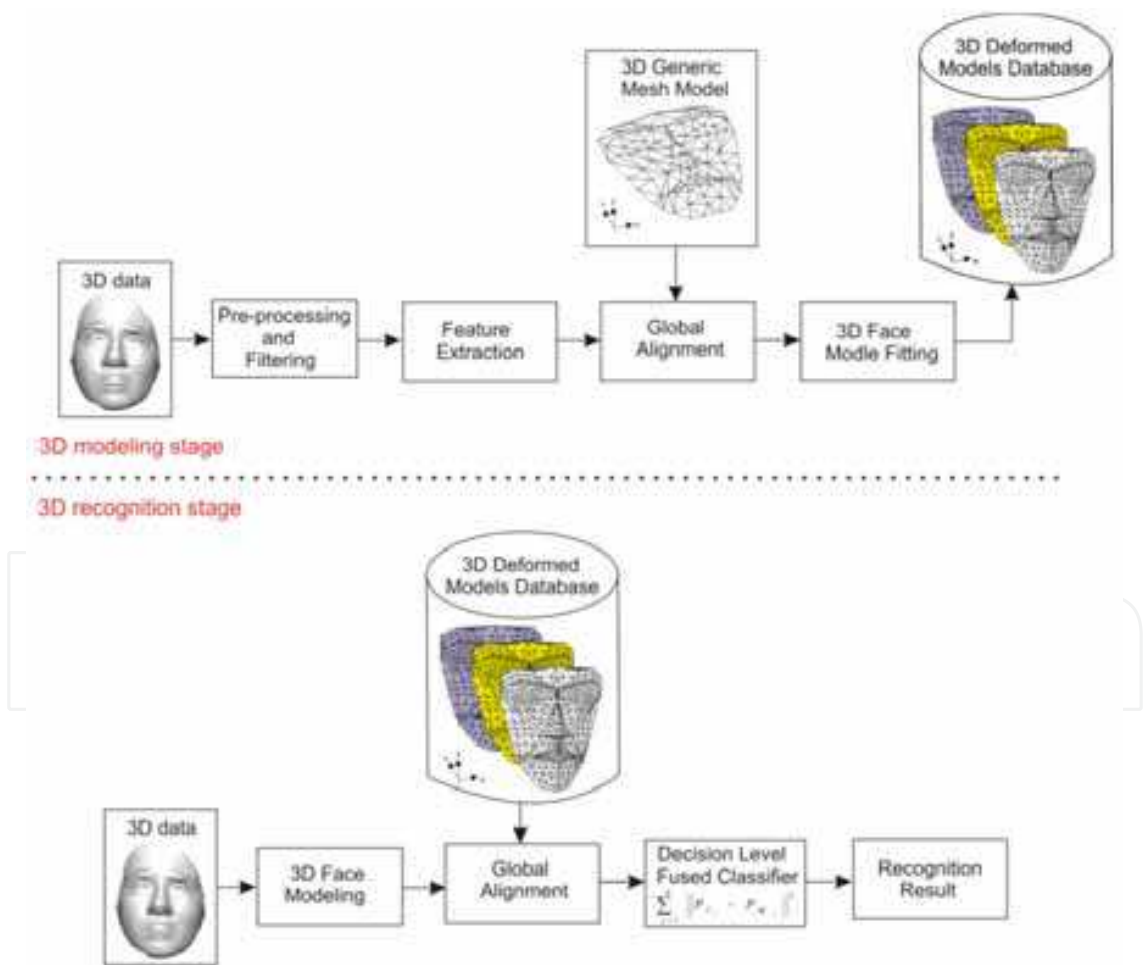 3D Generic
Mesh Model
3D Deformed
Models Database
3D data
Pre-processing
and
Filtering
Feature
Extraction
Global
Alignment
3D Face
Modle Fitting
3D modeling stage
3D recognition stage
3D Deformed
Models Database
3D data
3D Face
Modeling
Global
Alignment
Decision Level
Fused Classifier
Recognition
Result